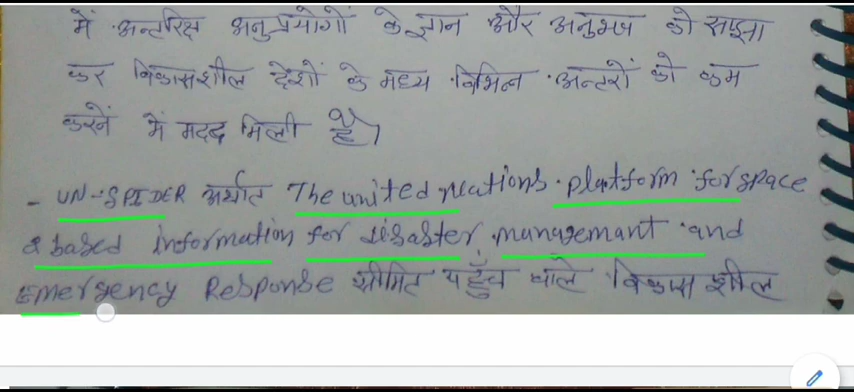 में अन्तरिक्ष अनुप्रयोगों के ज्ञान और अनुभव को साझा
कर विकासशील देशों के मध्य विभिन्न अन्तरों को कम
करनें में मदद मिली है।
- UN-SPIDER अर्थात The united nations platform for space
based information for disaster managemant and
Emergency Response सीमित पहुँच वाले विकासशील